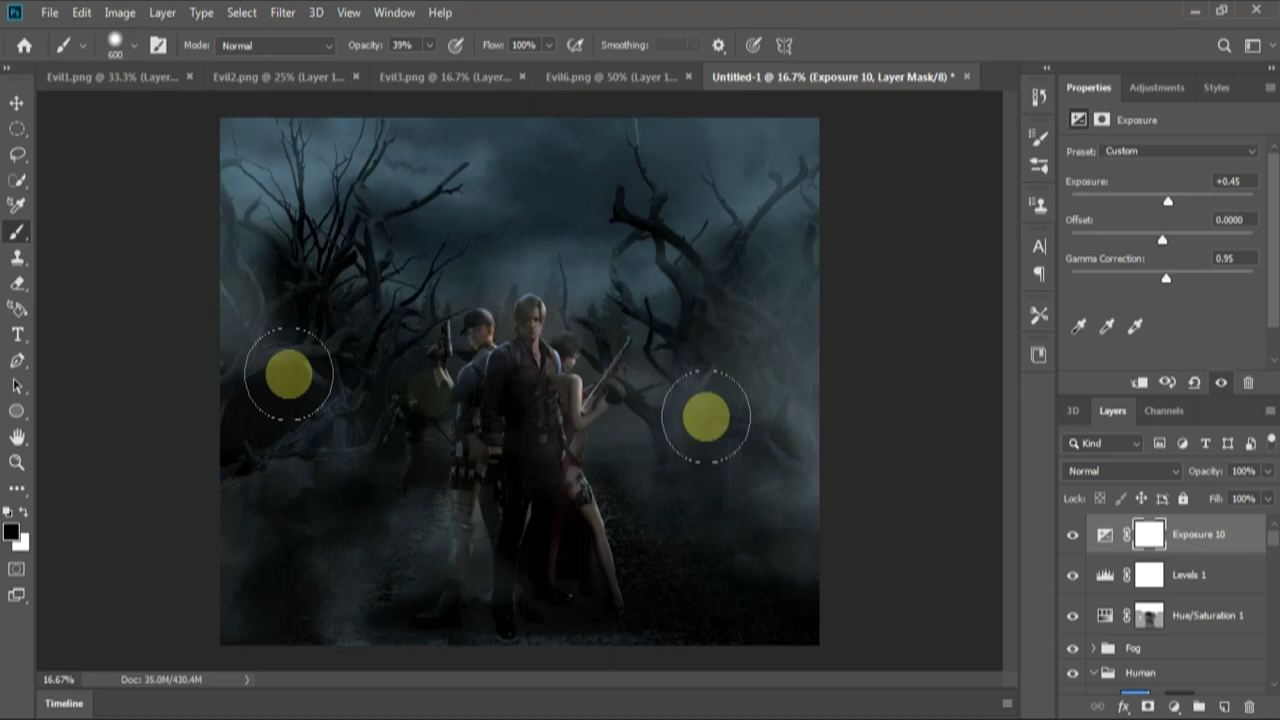 Ps File Edit Image Layer Type Select Filter 3D View Window Help
600 Mode: Normal Opacity: 39% Flow: 100% Smoothing:
Evil1.png @ 33.3% (Layer... × Evil2.png @ 25% (Layer 1... × Evil3.png @ 16.7% (Layer... × Evil6.png @ 50% (Layer 1... × Untitled-1 @ 16.7% (Exposure 10, Layer Mask/8) * ×
Properties Adjustments Styles
Exposure
Preset: Custom
Exposure: +0.45
Offset: 0.0000
Gamma Correction: 0.95
3D Layers Channels
Kind
Normal Opacity: 100%
Lock: Fill: 100%
Exposure 10
Levels 1
Hue/Saturation 1
Fog
Human
16.67% Doc: 35.0M/430.4M
Timeline